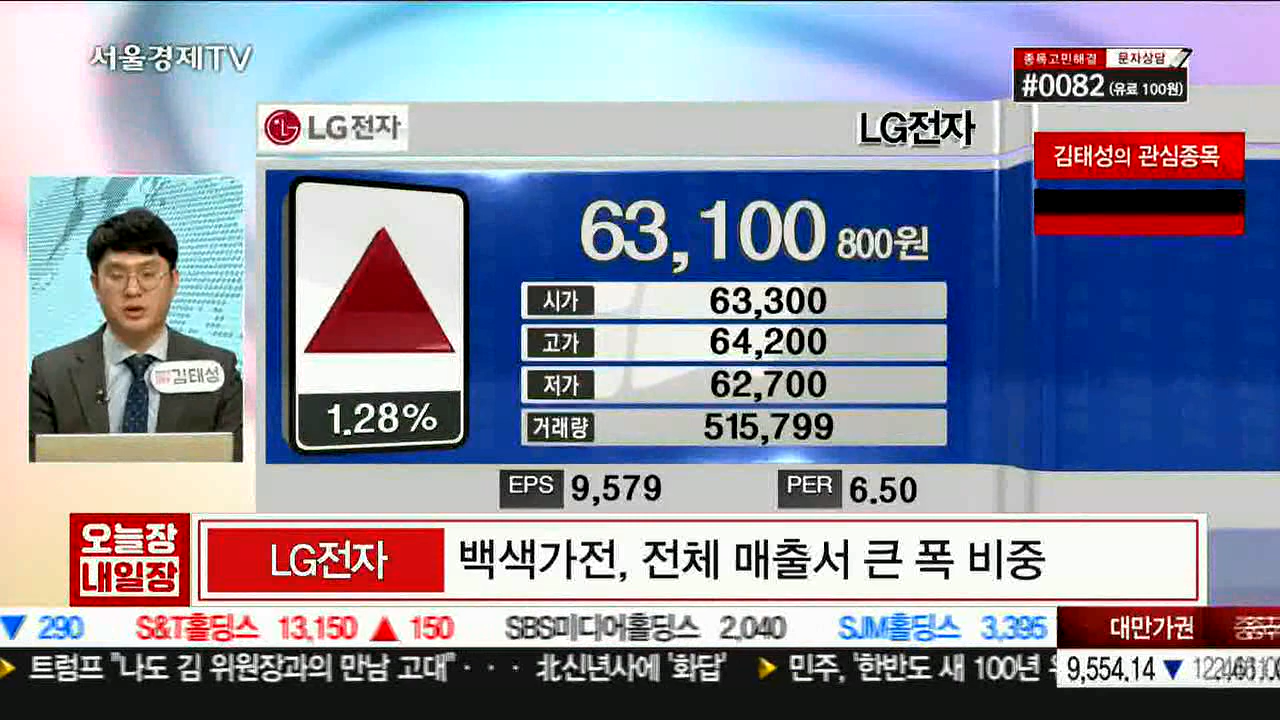 서울경제TV
종목고민해결 문자상담
#0082 (유료 100원)
LG전자
LG전자
김태성의 관심종목
63,100 800원
시가 63,300
고가 64,200
저가 62,700
거래량 515,799
1.28%
김태성
EPS 9,579 PER 6.50
오늘장
내일장
LG전자 백색가전, 전체 매출서 큰 폭 비중
▼ 290 S&T홀딩스 13,150 ▲ 150 SBS미디어홀딩스 2,040 SJM홀딩스 3,395
대만가권
트럼프 "나도 김 위원장과의 만남 고대"··· 北신년사에 '화답' 민주, '한반도 새 100년
9,554.14 ▼